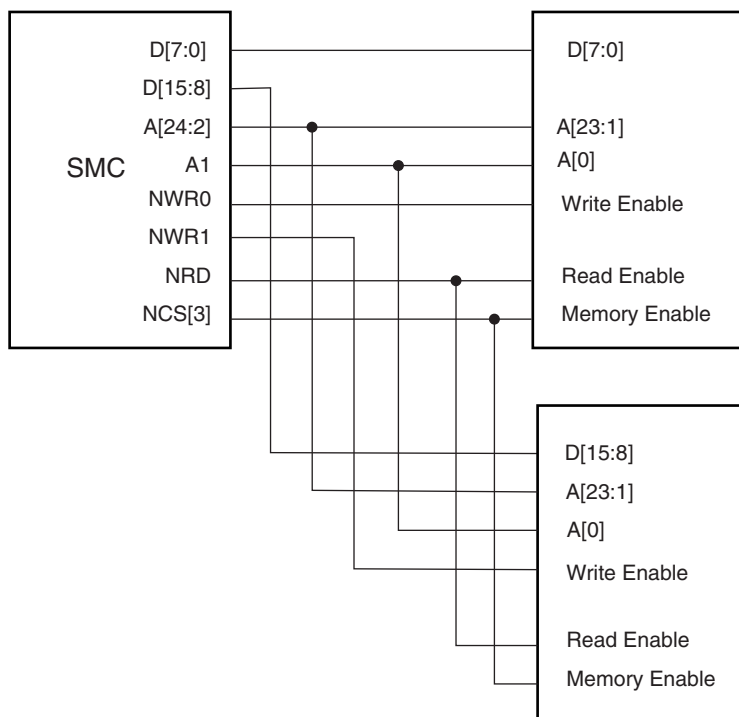 SMC
D[7:0]
D[15:8]
A[24:2]
A1
NWR0
NWR1
NRD
NCS[3]
D[7:0]
A[23:1]
A[0]
Write Enable
Read Enable
Memory Enable
D[15:8]
A[23:1]
A[0]
Write Enable
Read Enable
Memory Enable